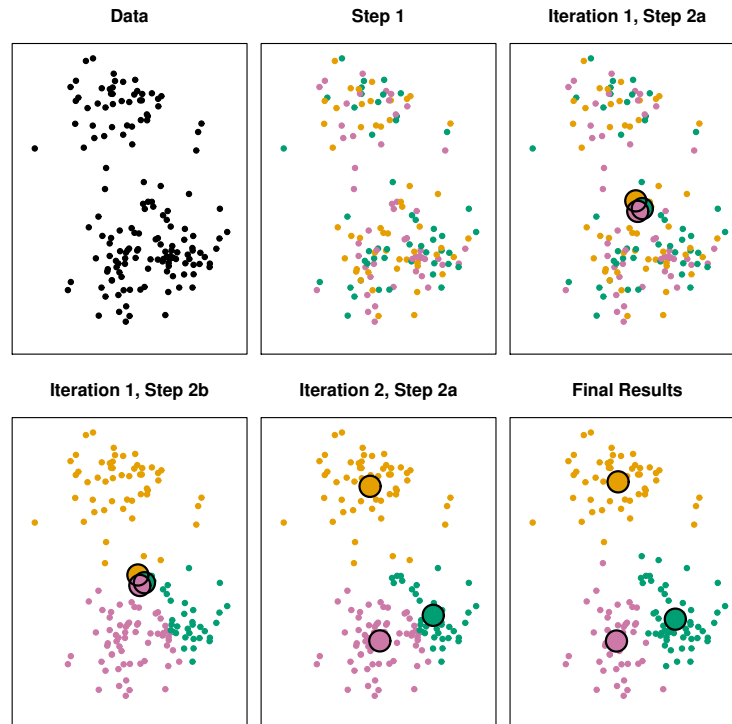 Data
Step 1
Iteration 1, Step 2a
Iteration 1, Step 2b
Iteration 2, Step 2a
Final Results